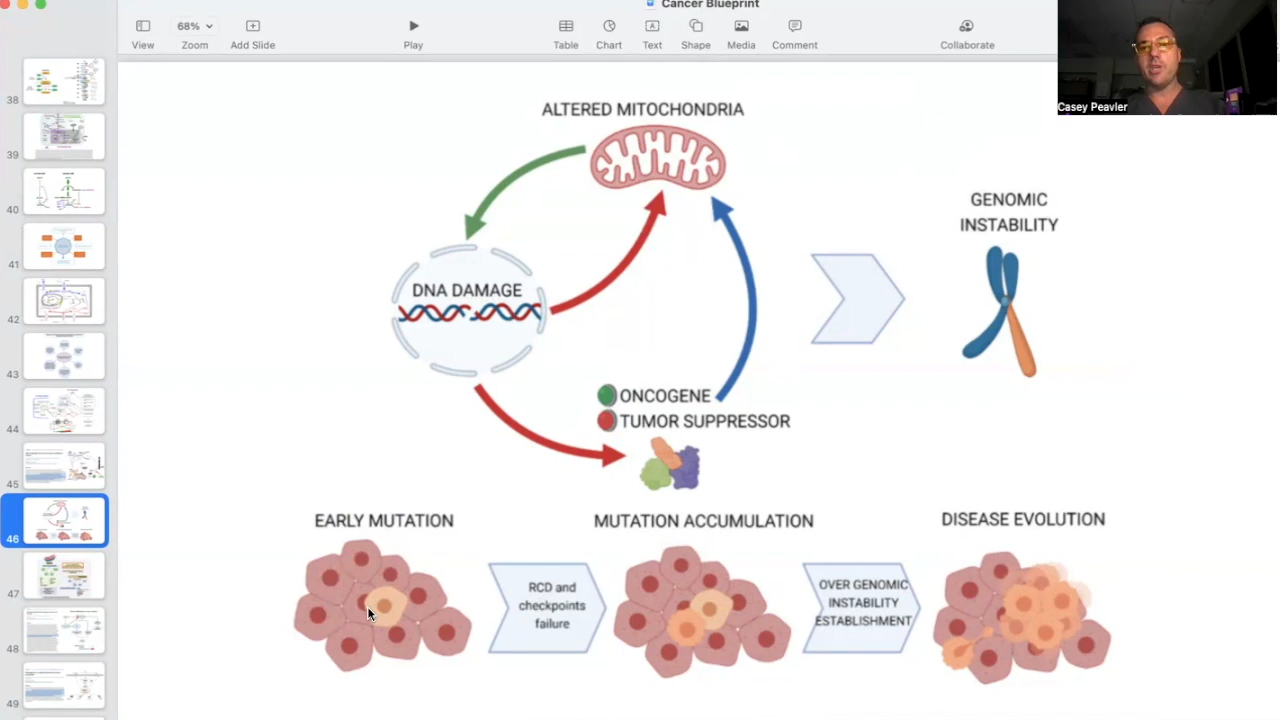 Cancer Blueprint
68%
View
Zoom
Add Slide
Play
Table
Chart
Text
Shape
Media
Comment
Collaborate
Casey Peavler
38
39
40
41
42
43
44
45
46
47
48
49
ALTERED MITOCHONDRIA
GENOMIC
INSTABILITY
DNA DAMAGE
ONCOGENE
TUMOR SUPPRESSOR
EARLY MUTATION
MUTATION ACCUMULATION
DISEASE EVOLUTION
RCD and
checkpoints
failure
OVER GENOMIC
INSTABILITY
ESTABLISHMENT